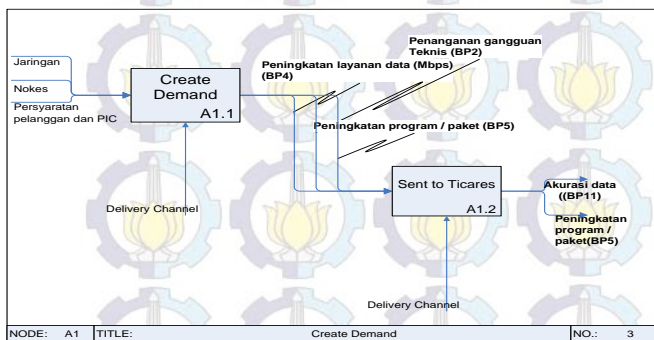 Jaringan
Nokes
Persyaratan
pelanggan dan PIC
Create
Demand
A1.1
Delivery Channel
Penanganan gangguan
Teknis (BP2)
Peningkatan layanan data (Mbps)
(BP4)
Peningkatan program / paket (BP5)
Sent to Ticares
A1.2
Delivery Channel
Akurasi data
((BP11)
Peningkatan
program /
paket(BP5)
NODE: A1 TITLE: Create Demand NO.: 3